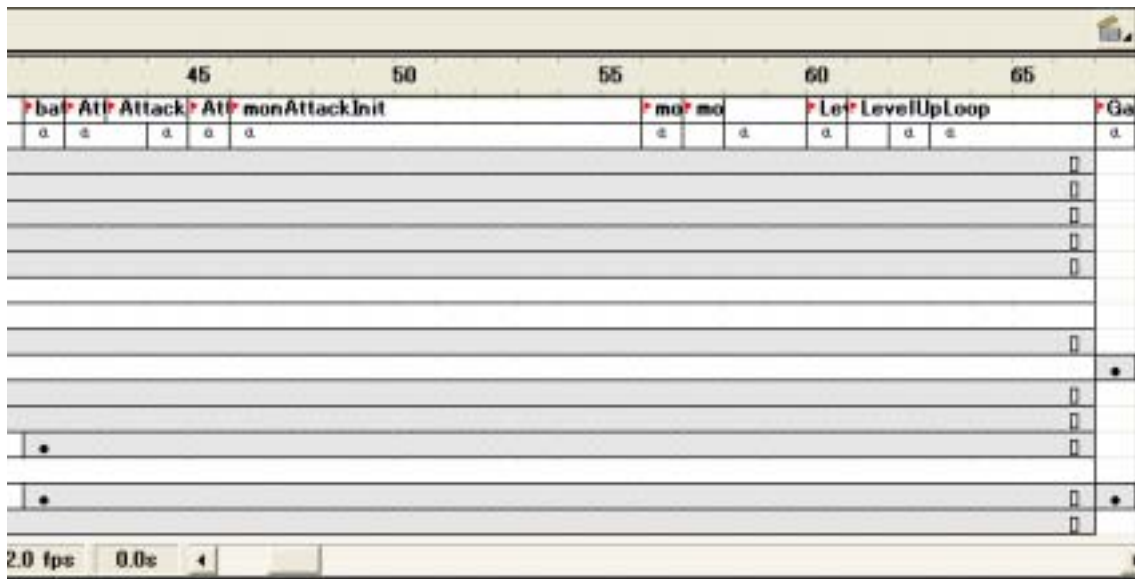 45 50 55 60 65
bat Att Attack Att monAttackInit mo mo Le LevelUpLoop Ga
a a a a a a a a a a a a
2.0 fps 0.0s